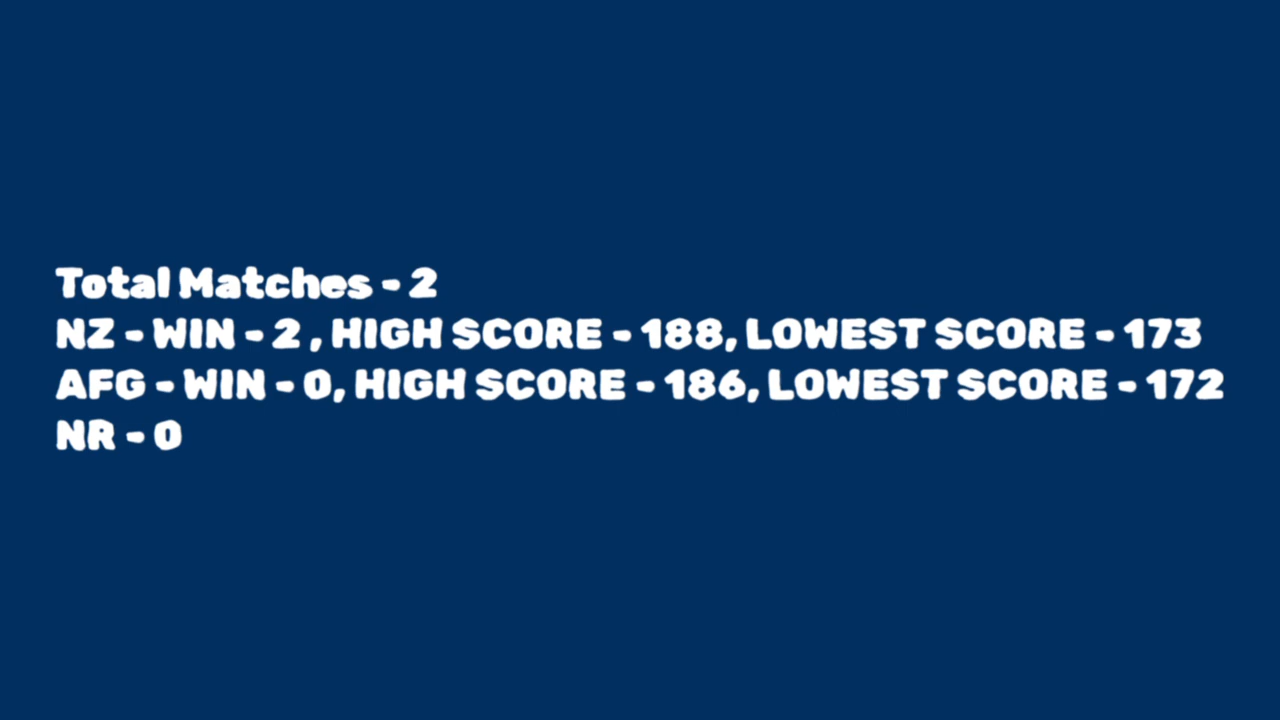 Total Matches - 2
NZ - WIN - 2 , HIGH SCORE - 188, LOWEST SCORE - 173
AFG - WIN - 0, HIGH SCORE - 186, LOWEST SCORE - 172
NR - 0